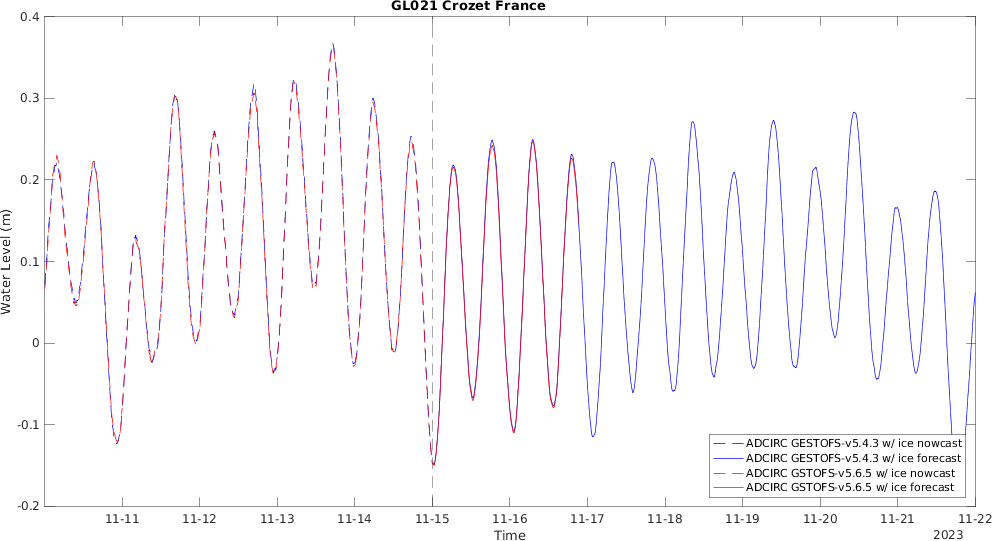 GL021 Crozet France
0.4
0.3
0.2
0.1
0
-0.1
-0.2
Water Level (m)
11-11
11-12
11-13
11-14
11-15
11-16
11-17
11-18
11-19
11-20
11-21
11-22
Time
2023
ADCIRC GESTOFS-v5.4.3 w/ ice nowcast
ADCIRC GESTOFS-v5.4.3 w/ ice forecast
ADCIRC GSTOFS-v5.6.5 w/ ice nowcast
ADCIRC GSTOFS-v5.6.5 w/ ice forecast